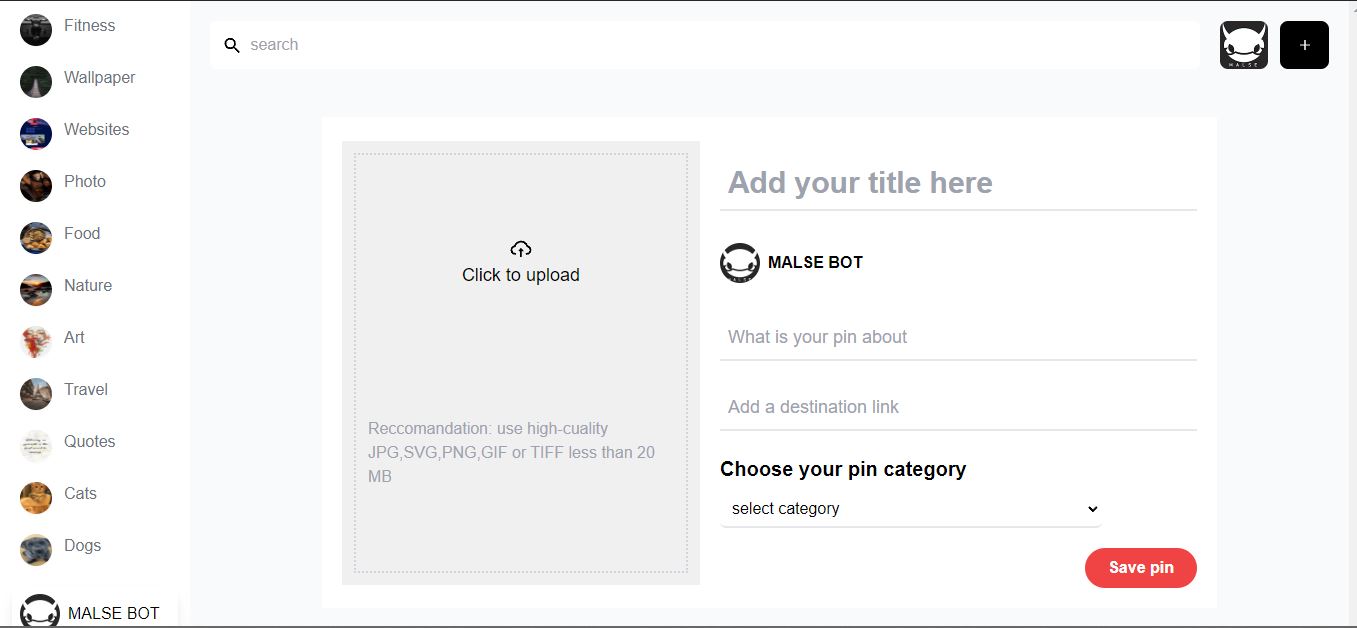 Fitness
Wallpaper
Websites
Photo
Food
Nature
Art
Travel
Quotes
Cats
Dogs
MALSE BOT
search
MALSE
+
Click to upload
Reccomandation: use high-cuality
JPG,SVG,PNG,GIF or TIFF less than 20
MB
Add your title here
MALSE BOT
What is your pin about
Add a destination link
Choose your pin category
select category
Save pin